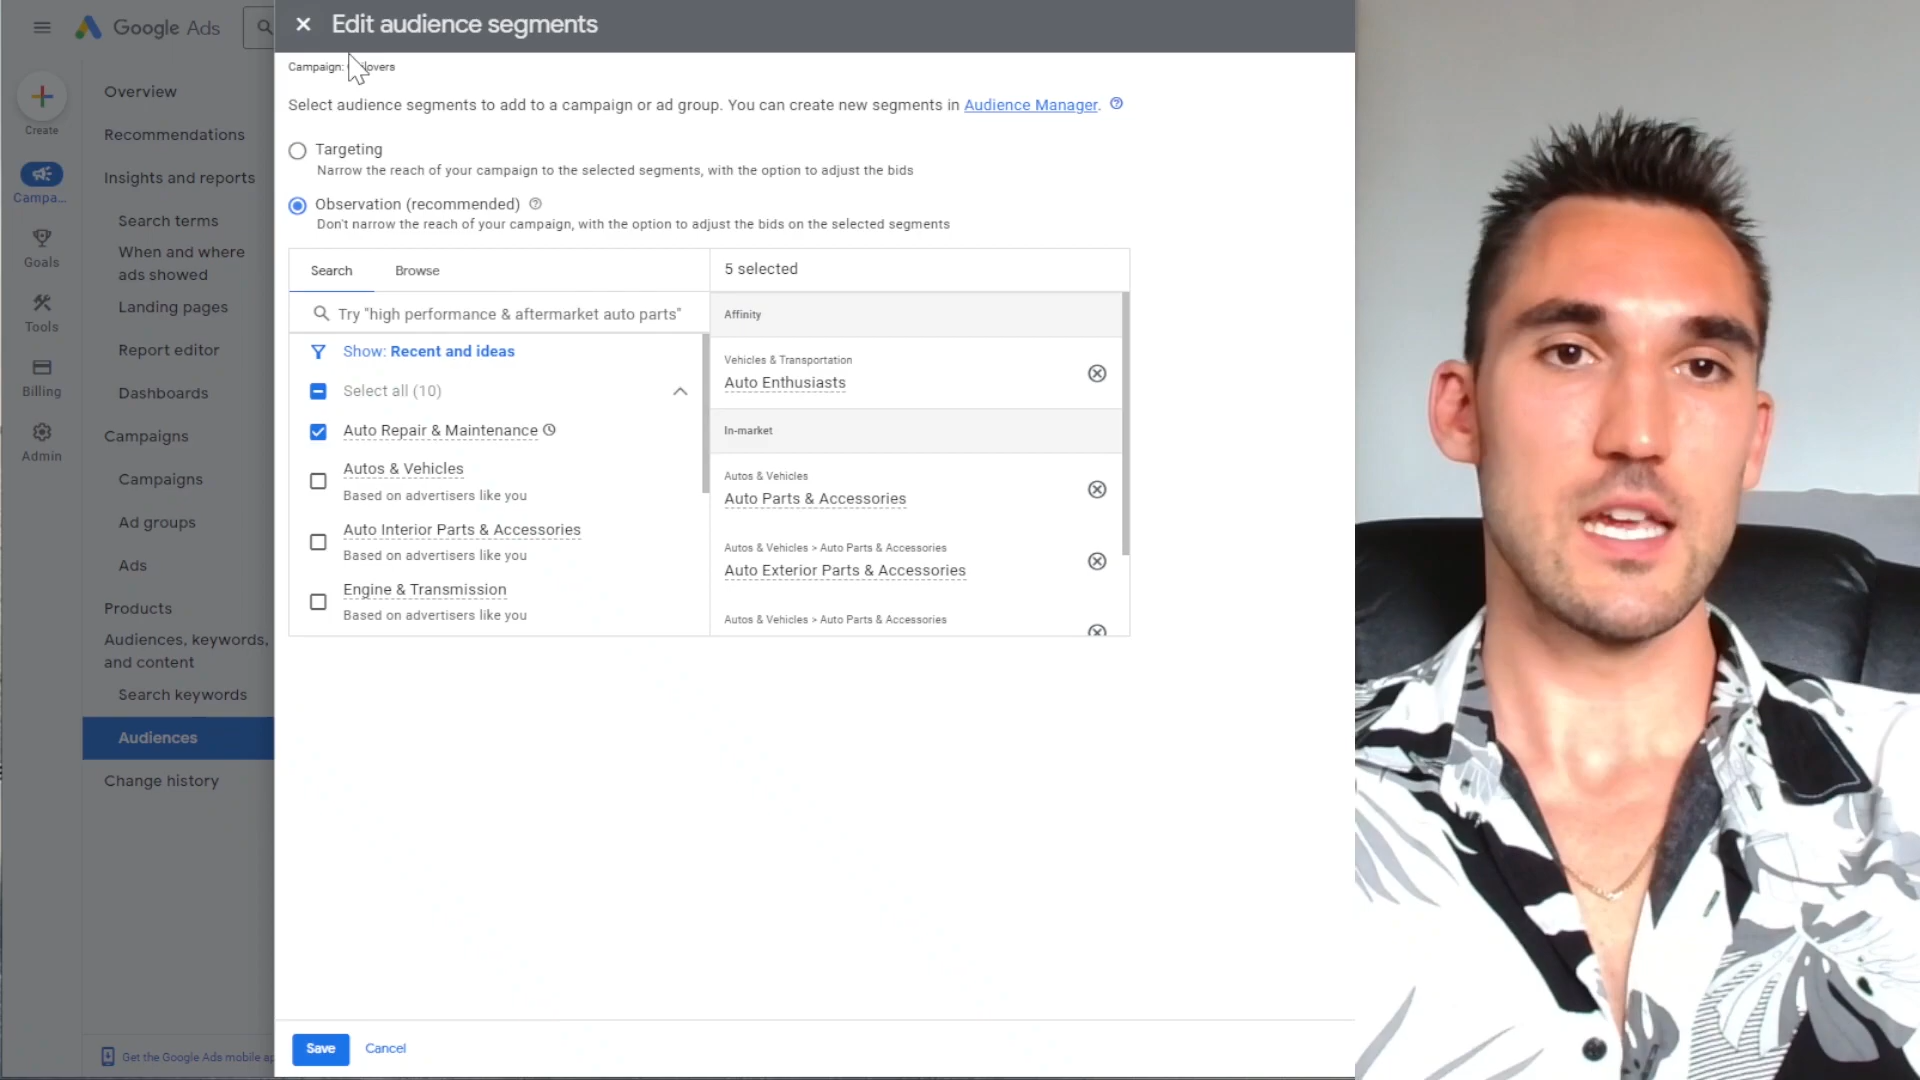 Google Ads
Edit audience segments
Campaign:
Select audience segments to add to a campaign or ad group. You can create new segments in Audience Manager.
Targeting
Narrow the reach of your campaign to the selected segments, with the option to adjust the bids
Observation (recommended)
Don't narrow the reach of your campaign, with the option to adjust the bids on the selected segments
Search
Browse
5 selected
Try "high performance & aftermarket auto parts"
Show: Recent and ideas
Select all (10)
Auto Repair & Maintenance
Autos & Vehicles
Based on advertisers like you
Auto Interior Parts & Accessories
Based on advertisers like you
Engine & Transmission
Based on advertisers like you
Affinity
Vehicles & Transportation
Auto Enthusiasts
In-market
Autos & Vehicles
Auto Parts & Accessories
Autos & Vehicles > Auto Parts & Accessories
Auto Exterior Parts & Accessories
Autos & Vehicles > Auto Parts & Accessories
Save
Cancel
Create
Campa...
Goals
Tools
Billing
Admin
Overview
Recommendations
Insights and reports
Search terms
When and where
ads showed
Landing pages
Report editor
Dashboards
Campaigns
Campaigns
Ad groups
Ads
Products
Audiences, keywords,
and content
Search keywords
Audiences
Change history
Get the Google Ads mobile